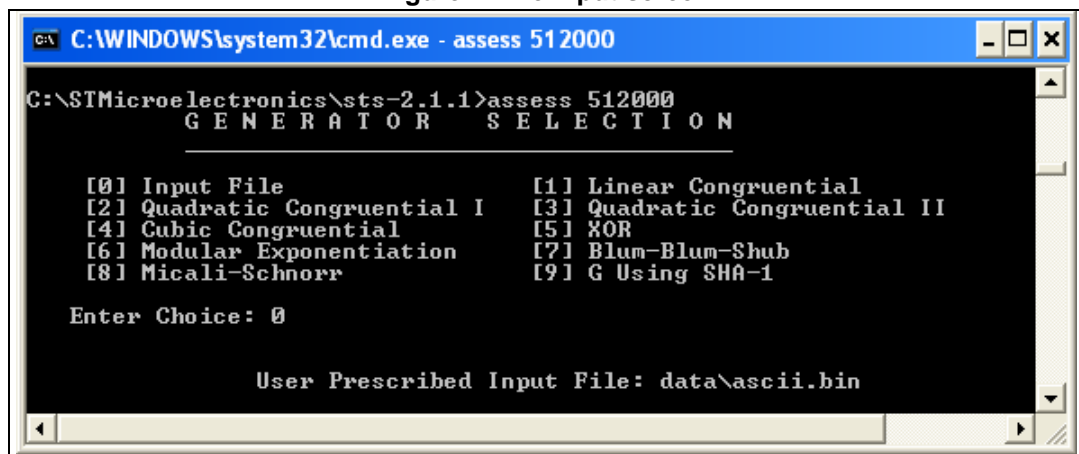 C:\WINDOWS\system32\cmd.exe - assess 512000
C:\STMicroelectronics\sts-2.1.1>assess 512000
G E N E R A T O R   S E L E C T I O N
[0] Input File [1] Linear Congruential
[2] Quadratic Congruential I [3] Quadratic Congruential II
[4] Cubic Congruential [5] XOR
[6] Modular Exponentiation [7] Blum-Blum-Shub
[8] Micali-Schnorr [9] G Using SHA-1
Enter Choice: 0
User Prescribed Input File: data\ascii.bin